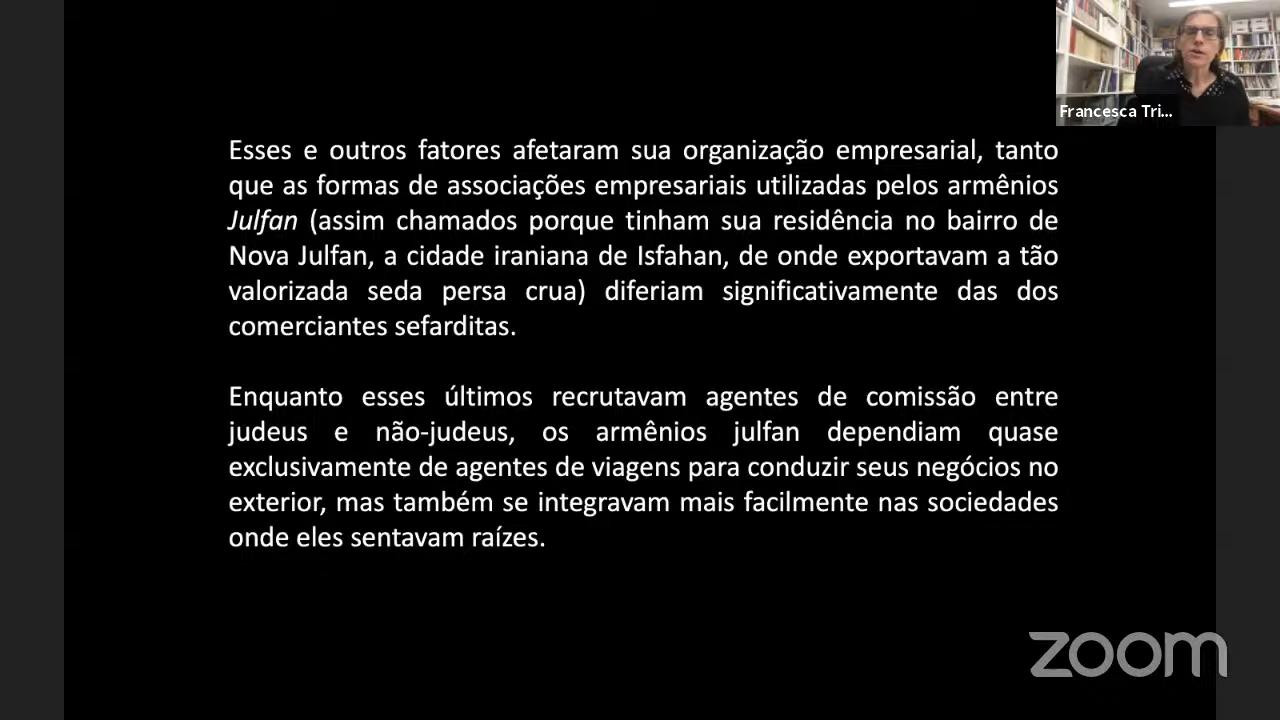 Francesca Tri...
Esses e outros fatores afetaram sua organização empresarial, tanto
que as formas de associações empresariais utilizadas pelos armênios
Julfan (assim chamados porque tinham sua residência no bairro de
Nova Julfan, a cidade iraniana de Isfahan, de onde exportavam a tão
valorizada seda persa crua) diferiam significativamente das dos
comerciantes sefarditas.
Enquanto esses últimos recrutavam agentes de comissão entre
judeus e não-judeus, os armênios julfan dependiam quase
exclusivamente de agentes de viagens para conduzir seus negócios no
exterior, mas também se integravam mais facilmente nas sociedades
onde eles sentavam raízes.
zoom